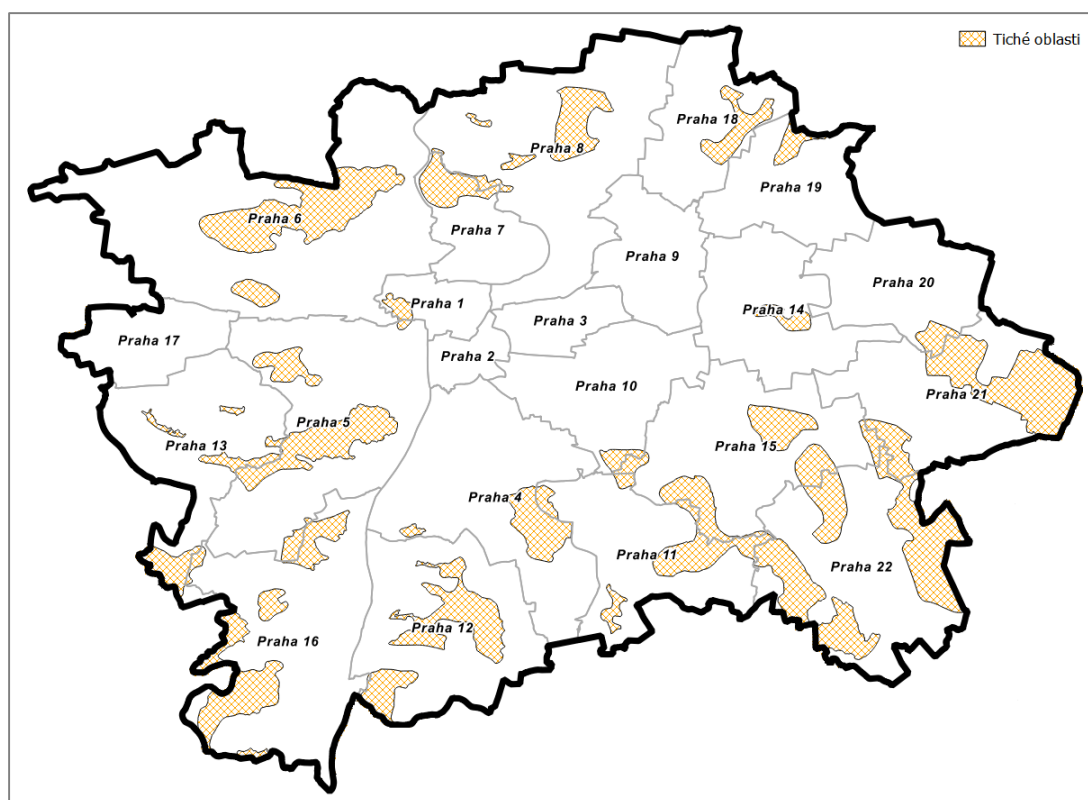 Tiché oblasti
Praha 18
Praha 8
Praha 19
Praha 6
Praha 7
Praha 9
Praha 20
Praha 1
Praha 14
Praha 3
Praha 17
Praha 2
Praha 10
Praha 21
Praha 5
Praha 13
Praha 15
Praha 4
Praha 11
Praha 22
Praha 12
Praha 16